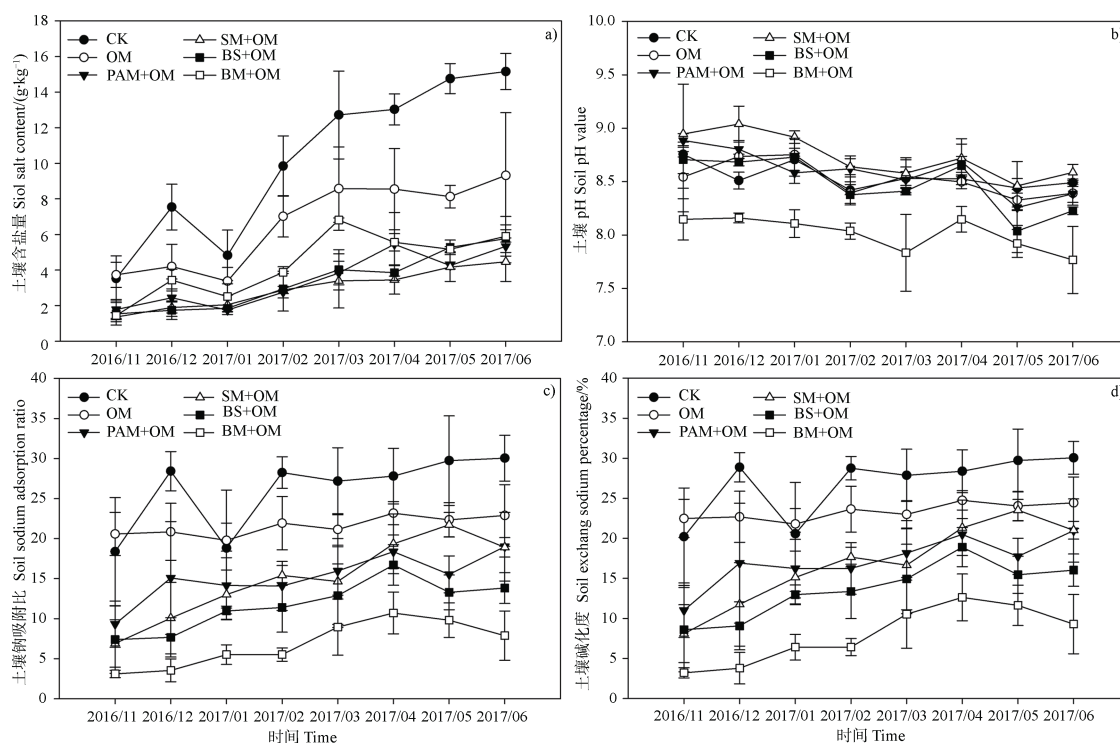 a)
CK
OM
PAM+OM
SM+OM
BS+OM
BM+OM
土壤含盐量 Siol salt content/(g·kg⁻¹)
18
16
14
12
10
8
6
4
2
0
2016/11 2016/12 2017/01 2017/02 2017/03 2017/04 2017/05 2017/06
b)
CK
OM
PAM+OM
SM+OM
BS+OM
BM+OM
土壤 pH Soil pH value
10.0
9.5
9.0
8.5
8.0
7.5
7.0
2016/11 2016/12 2017/01 2017/02 2017/03 2017/04 2017/05 2017/06
c)
CK
OM
PAM+OM
SM+OM
BS+OM
BM+OM
土壤钠吸附比 Soil sodium adsorption ratio
40
35
30
25
20
15
10
5
0
2016/11 2016/12 2017/01 2017/02 2017/03 2017/04 2017/05 2017/06
时间 Time
d)
CK
OM
PAM+OM
SM+OM
BS+OM
BM+OM
土壤碱化度 Soil exchang sodium percentage/%
40
35
30
25
20
15
10
5
0
2016/11 2016/12 2017/01 2017/02 2017/03 2017/04 2017/05 2017/06
时间 Time